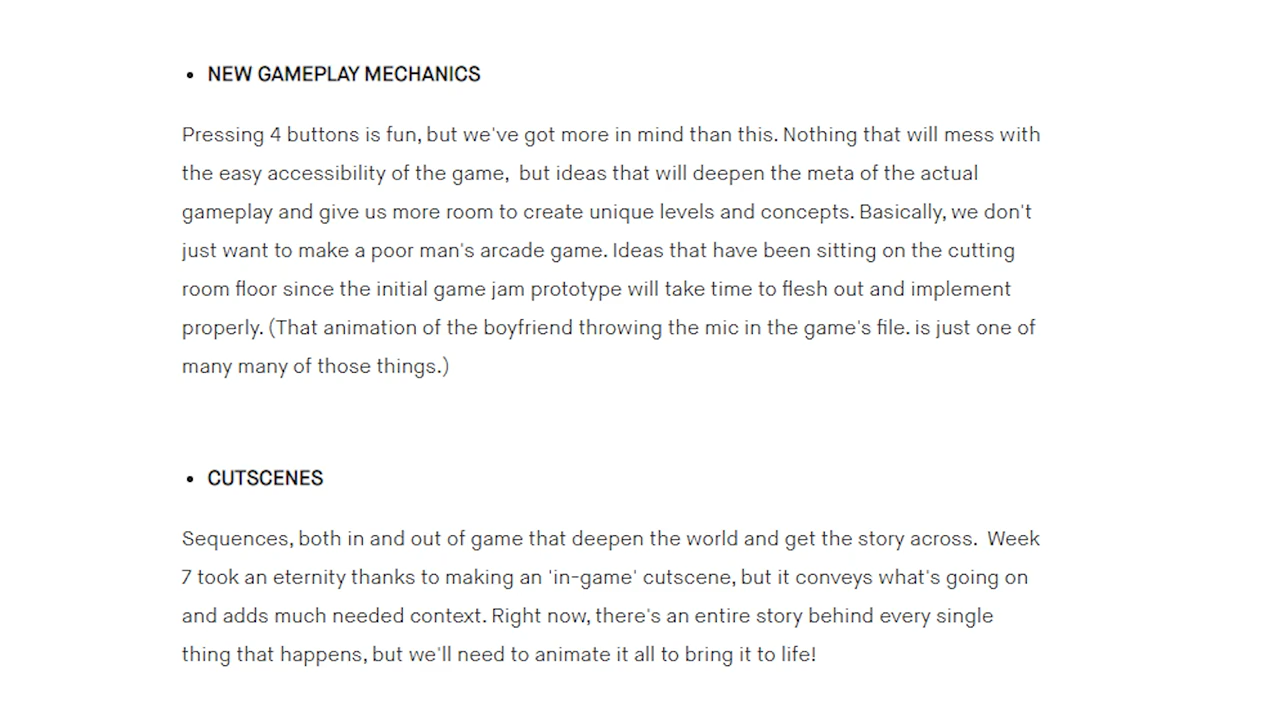 • NEW GAMEPLAY MECHANICS
Pressing 4 buttons is fun, but we've got more in mind than this. Nothing that will mess with
the easy accessibility of the game,  but ideas that will deepen the meta of the actual
gameplay and give us more room to create unique levels and concepts. Basically, we don't
just want to make a poor man's arcade game. Ideas that have been sitting on the cutting
room floor since the initial game jam prototype will take time to flesh out and implement
properly. (That animation of the boyfriend throwing the mic in the game's file. is just one of
many many of those things.)
• CUTSCENES
Sequences, both in and out of game that deepen the world and get the story across.  Week
7 took an eternity thanks to making an 'in-game' cutscene, but it conveys what's going on
and adds much needed context. Right now, there's an entire story behind every single
thing that happens, but we'll need to animate it all to bring it to life!